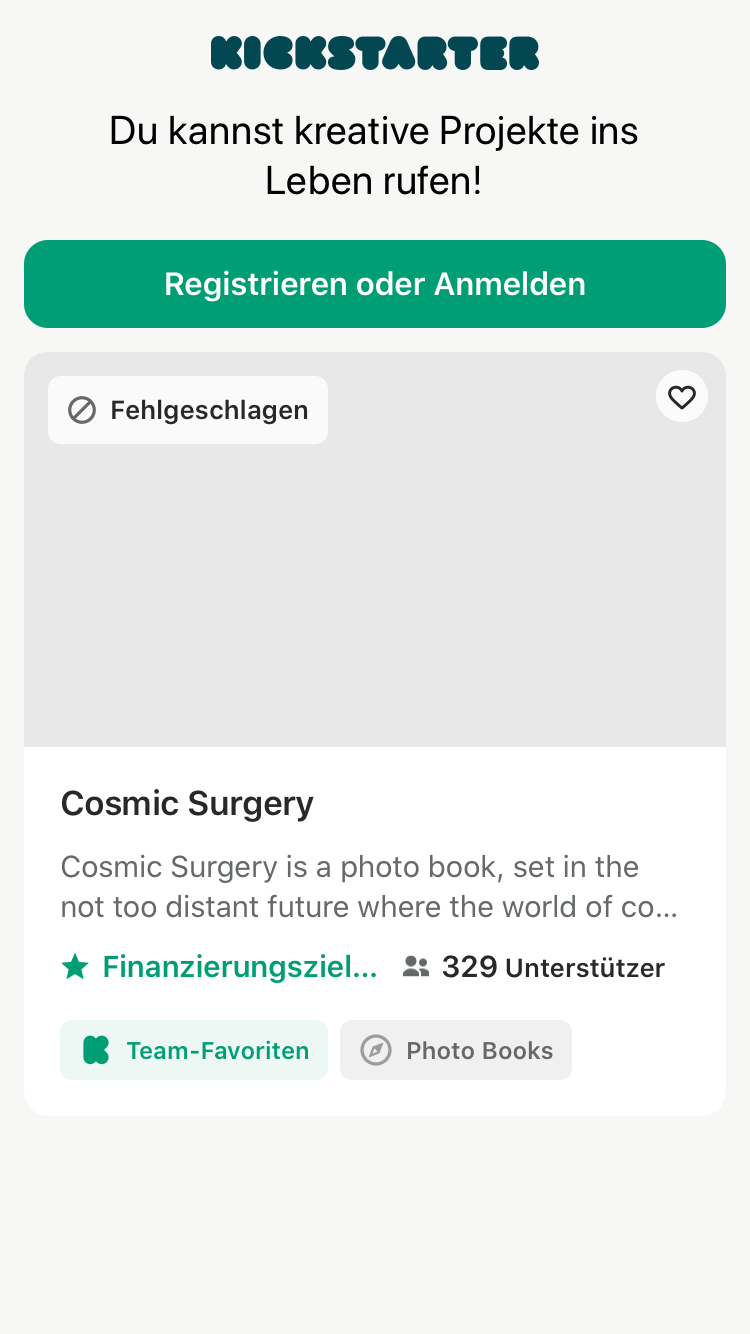 KICKSTARTER
Du kannst kreative Projekte ins
Leben rufen!
Registrieren oder Anmelden
Fehlgeschlagen
Cosmic Surgery
Cosmic Surgery is a photo book, set in the
not too distant future where the world of co...
Finanzierungsziel... 329 Unterstützer
Team-Favoriten Photo Books